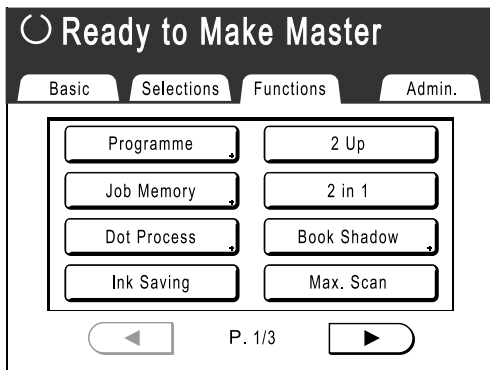 Ready to Make Master
Basic Selections Functions Admin.
Programme 2 Up
Job Memory 2 in 1
Dot Process Book Shadow
Ink Saving Max. Scan
P. 1/3